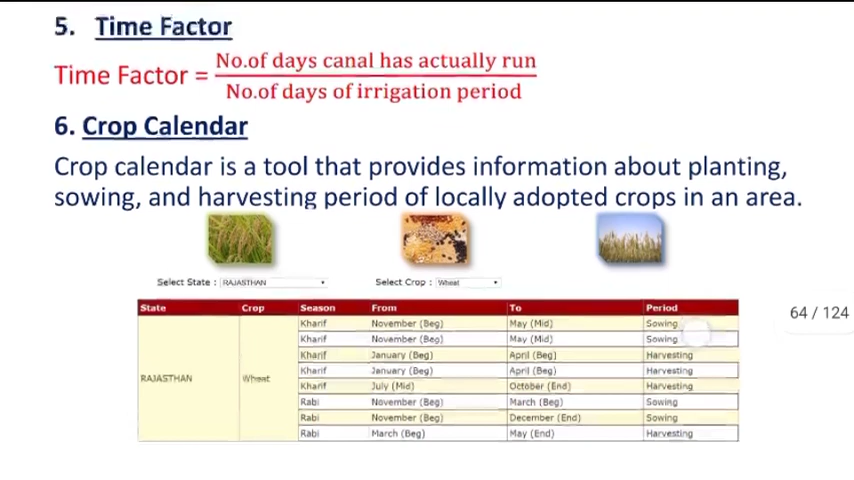 5. Time Factor
Time Factor = No.of days canal has actually run
No.of days of irrigation period
6. Crop Calendar
Crop calendar is a tool that provides information about planting,
sowing, and harvesting period of locally adopted crops in an area.
Select State : RAJASTHAN Select Crop : Wheat
State Crop Season From To Period
Kharif November (Beg) May (Mid) Sowing
64 / 124
Kharif November (Beg) May (Mid) Sowing
Kharif January (Beg) April (Beg) Harvesting
Kharif January (Beg) April (Beg) Harvesting
RAJASTHAN Wheat
Kharif July (Mid) October (End) Harvesting
Rabi November (Beg) March (Beg) Sowing
Rabi November (Beg) December (End) Sowing
Rabi March (Beg) May (End) Harvesting